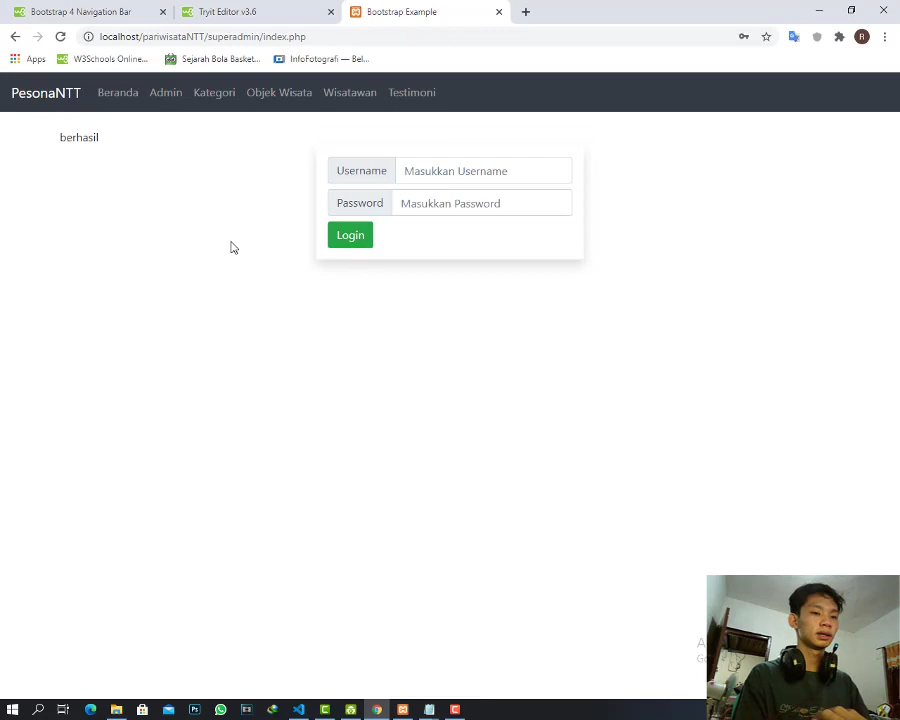 Bootstrap 4 Navigation Bar
Tryit Editor v3.6
Bootstrap Example
localhost/pariwisataNTT/superadmin/index.php
R
Apps
W3Schools Online...
Sejarah Bola Basket...
InfoFotografi — Bel...
PesonaNTT Beranda Admin Kategori Objek Wisata Wisatawan Testimoni
berhasil
Username Masukkan Username
Password Masukkan Password
Login